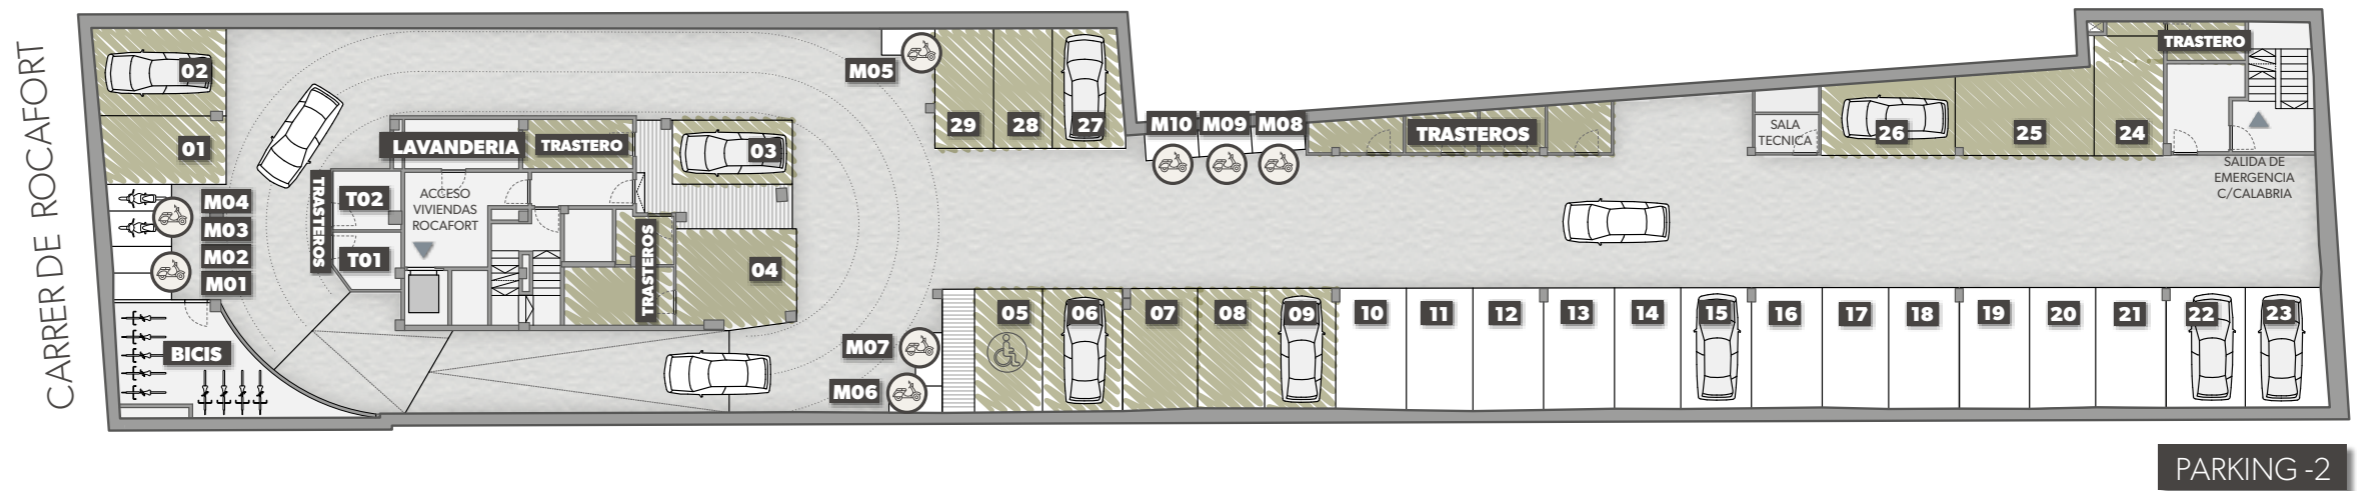 CARRER DE ROCAFORT
02
01
M04
M03
M02
M01
BICIS
LAVANDERIA
TRASTERO
TRASTEROS
T02
T01
ACCESO
VIVIENDAS
ROCAFORT
TRASTEROS
03
04
M05
29
28
27
M10
M09
M08
TRASTEROS
SALA
TECNICA
26
25
24
TRASTERO
SALIDA DE
EMERGENCIA
C/CALABRIA
M07
M06
05
06
07
08
09
10
11
12
13
14
15
16
17
18
19
20
21
22
23
PARKING -2